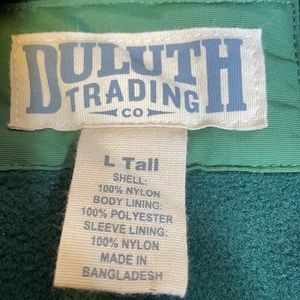 DULUTH
TRADING
CO
L Tall
SHELL:
100% NYLON
BODY LINING:
100% POLYESTER
SLEEVE LINING:
100% NYLON
MADE IN
BANGLADESH